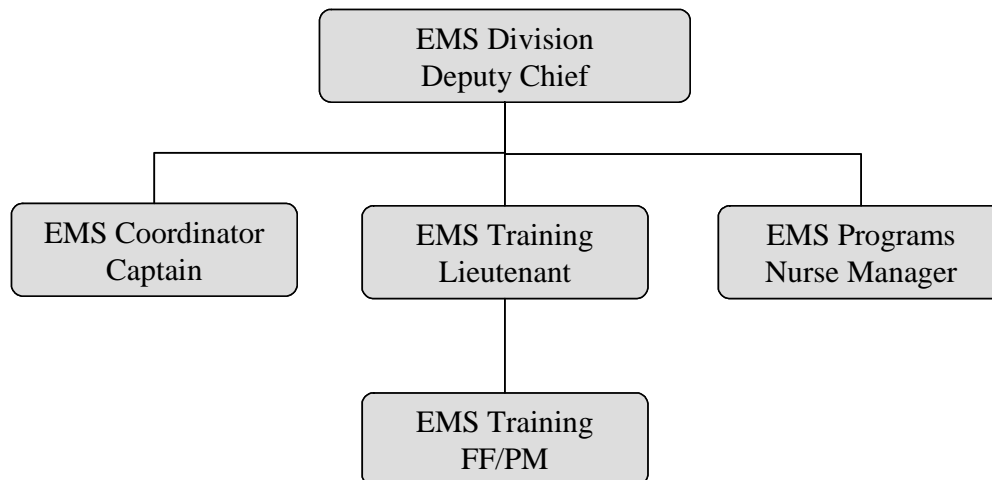 EMS Division
Deputy Chief
EMS Coordinator
Captain
EMS Training
Lieutenant
EMS Programs
Nurse Manager
EMS Training
FF/PM